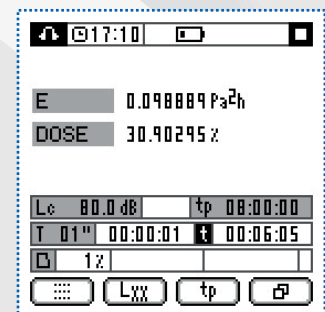 17:10
E 0.098889 Pa²h
DOSE 30.90295 %
Lc 80.0 dB tp 08:00:00
T 01" 00:00:01 t 00:06:05
1%
Lxx tp